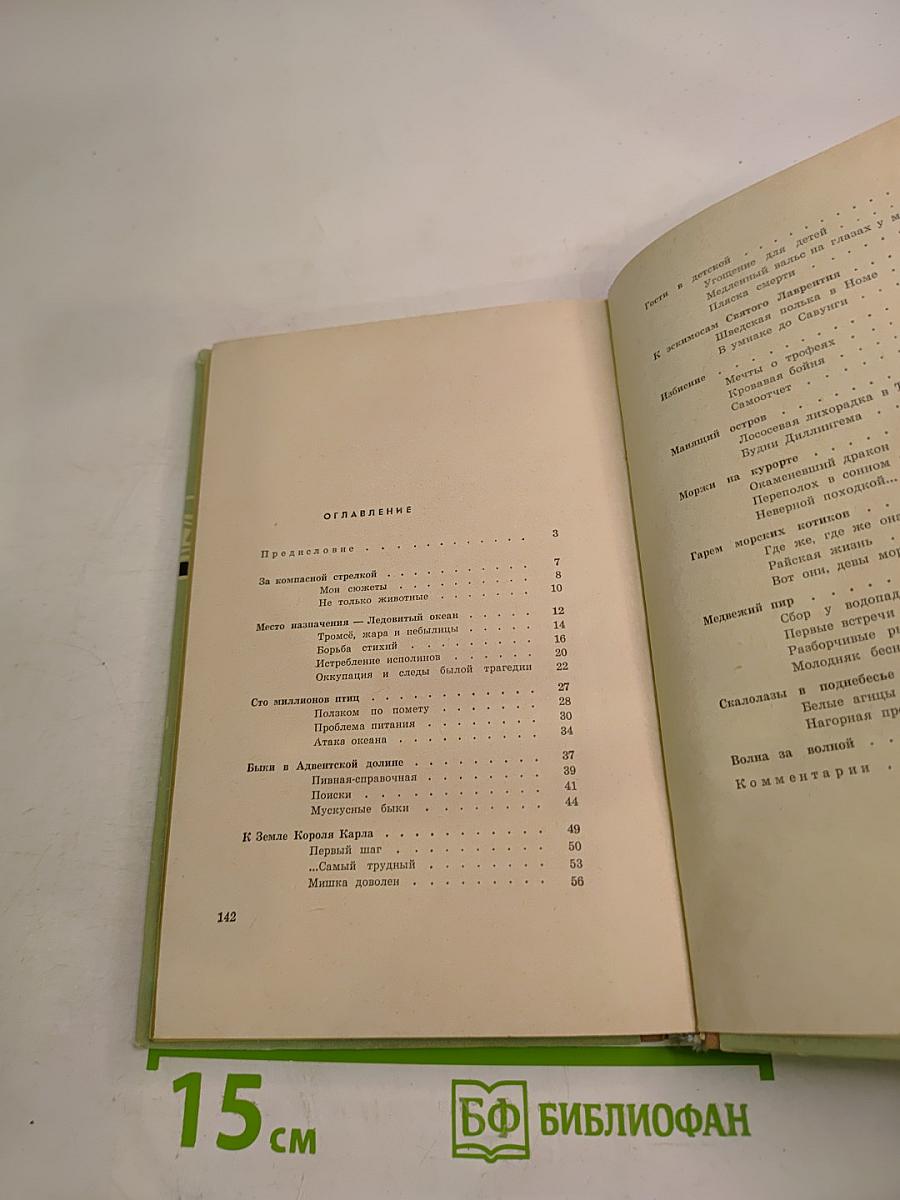 ОГЛАВЛЕНИЕ
Предисловие . . . . . . . . . . . . 3
За компасной стрелкой . . . . . . . . . . . 7
Мои сюжеты . . . . . . . . . . 8
Не только животные . . . . . . . 10
Место назначения — Ледовитый океан . . . . . 12
Тромсё, жара и небылицы . . . . . 14
Борьба стихий . . . . . . . . . 16
Истребление исполинов . . . . . . 20
Оккупация и следы былой трагедии 22
Сто миллионов птиц . . . . . . . . . . . . 27
Ползком по помету . . . . . . . 28
Проблема питания . . . . . . . . 30
Атака океана . . . . . . . . . . 34
Быки в Адвентской долине . . . . . . . . . . 37
Пивная-справочная . . . . . . . . 39
Поиски . . . . . . . . . . . . 41
Мускусные быки . . . . . . . . 44
К Земле Короля Карла . . . . . . . . . . . 49
Первый шаг . . . . . . . . . . 50
...Самый трудный . . . . . . . . 53
Мишка доволен . . . . . . . . . 56
142
Гости в детской . . . . . . . . .
Угощение для детей . . . .
Медленный вальс на глазах у
Пляска смерти . . . . . .
К эскимосам Святого Лаврентия . . . .
Шведская полька в Номе . .
В умиаке до Савунги . . .
Избиение . . . . . . . . . .
Мечты о трофеях . . . .
Кровавая бойня . . . .
Самоотчет . . . . . .
Манящий остров . . . . . . .
Лососевая лихорадка в
Будни Диллингема . .
Моржи на курорте . . . . . .
Окаменевший дракон
Переполох в сонном
Неверной походкой...
Гарем морских котиков . . . .
Где же, где же она
Райская жизнь . .
Вот они, девы
Медвежий пир . . . . . .
Сбор у
Первые встречи
Разборчивые
Молодняк
Скалолазы в поднебесье
Белые агнцы
Нагорная
Волна за волной . .
Комментарии .
15 см
БФ БИБЛИОФАН